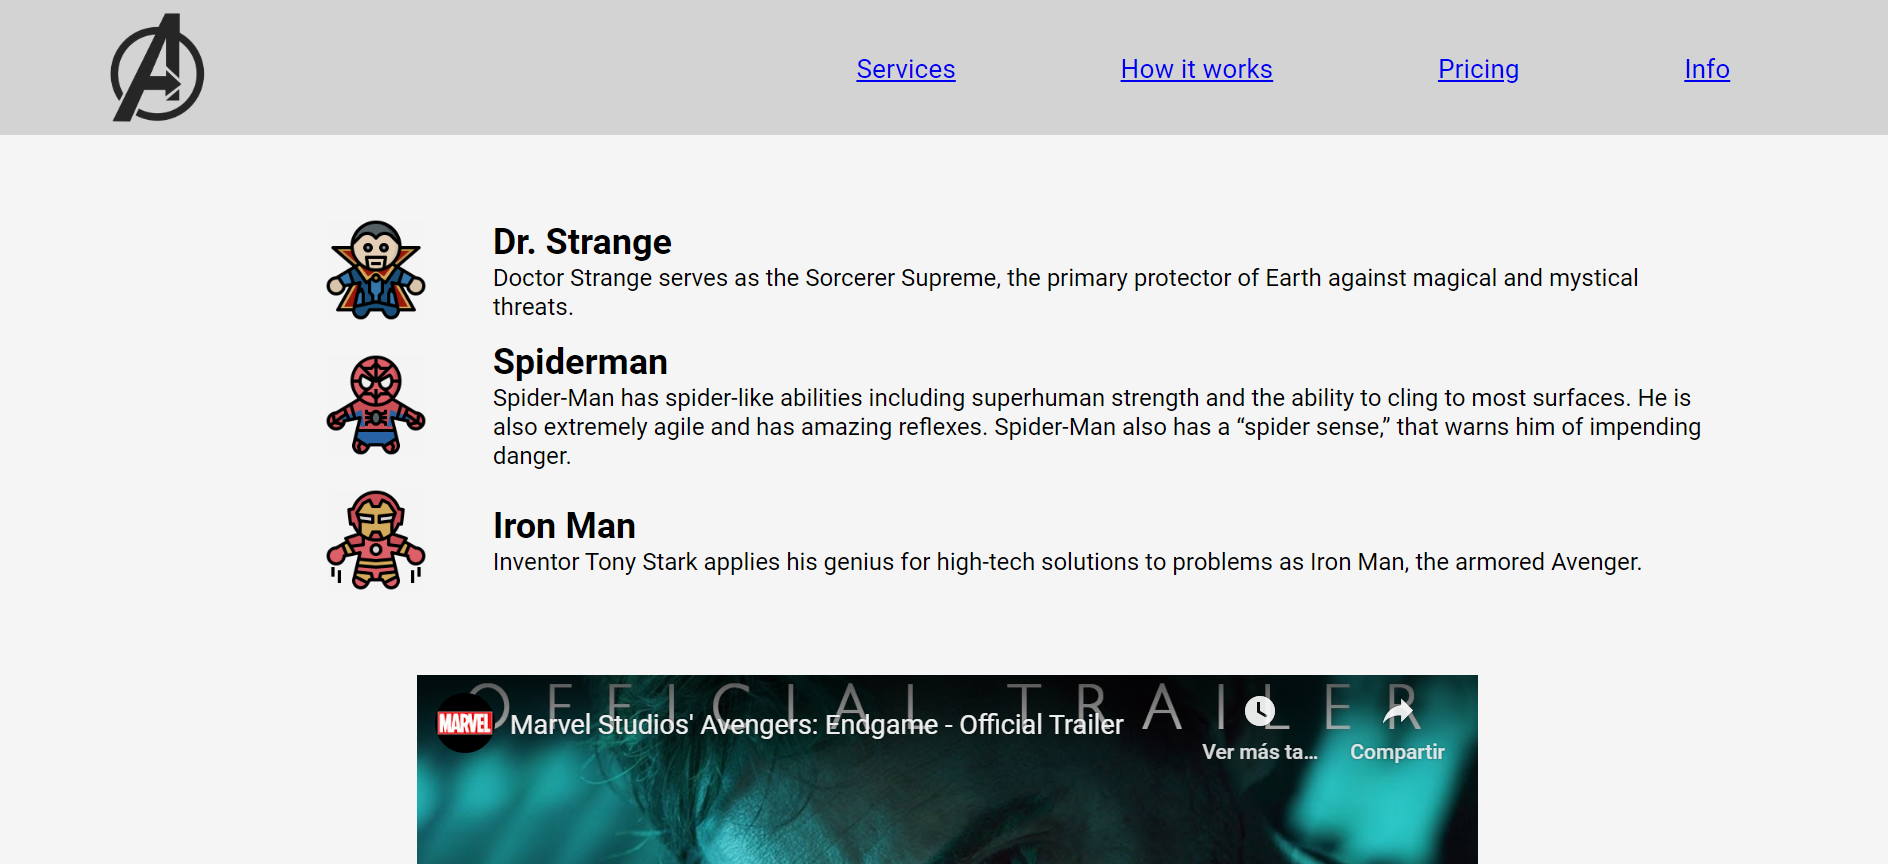 Services How it works Pricing Info
Dr. Strange
Doctor Strange serves as the Sorcerer Supreme, the primary protector of Earth against magical and mystical
threats.
Spiderman
Spider-Man has spider-like abilities including superhuman strength and the ability to cling to most surfaces. He is
also extremely agile and has amazing reflexes. Spider-Man also has a “spider sense,” that warns him of impending
danger.
Iron Man
Inventor Tony Stark applies his genius for high-tech solutions to problems as Iron Man, the armored Avenger.
OFFICIAL TRAILER
MARVEL Marvel Studios' Avengers: Endgame - Official Trailer
Ver más ta... Compartir